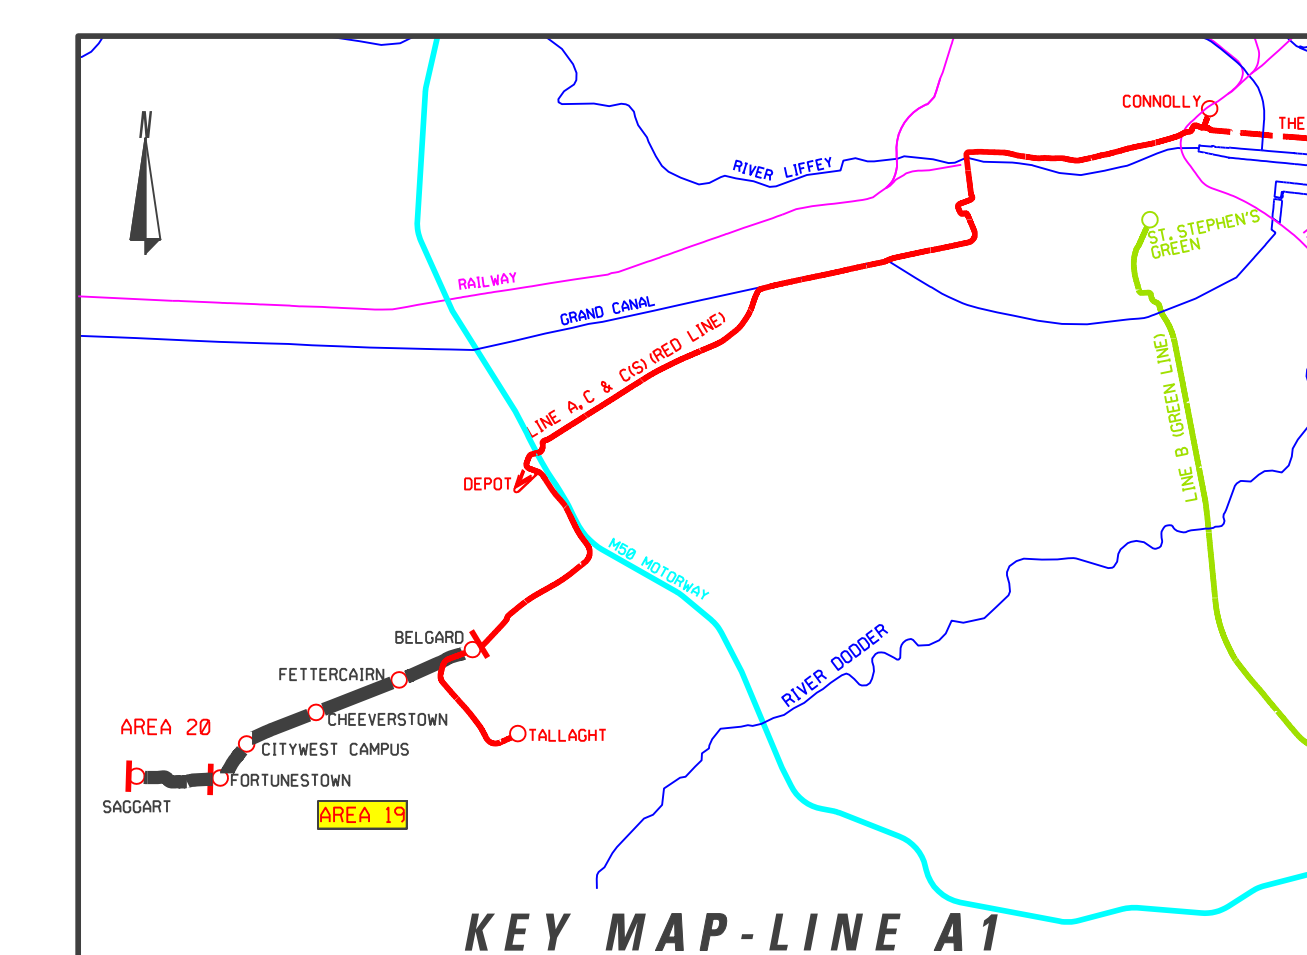 N
CONNOLLY
THE
RIVER LIFFEY
ST. STEPHEN'S
GREEN
RAILWAY
GRAND CANAL
LINE A,C & C(S)(RED LINE)
LINE B (GREEN LINE)
DEPOT
M50 MOTORWAY
RIVER DODDER
BELGARD
FETTERCAIRN
CHEEVERSTOWN
AREA 20
TALLAGHT
CITYWEST CAMPUS
FORTUNESTOWN
SAGGART
AREA 19
KEY MAP-LINE A1